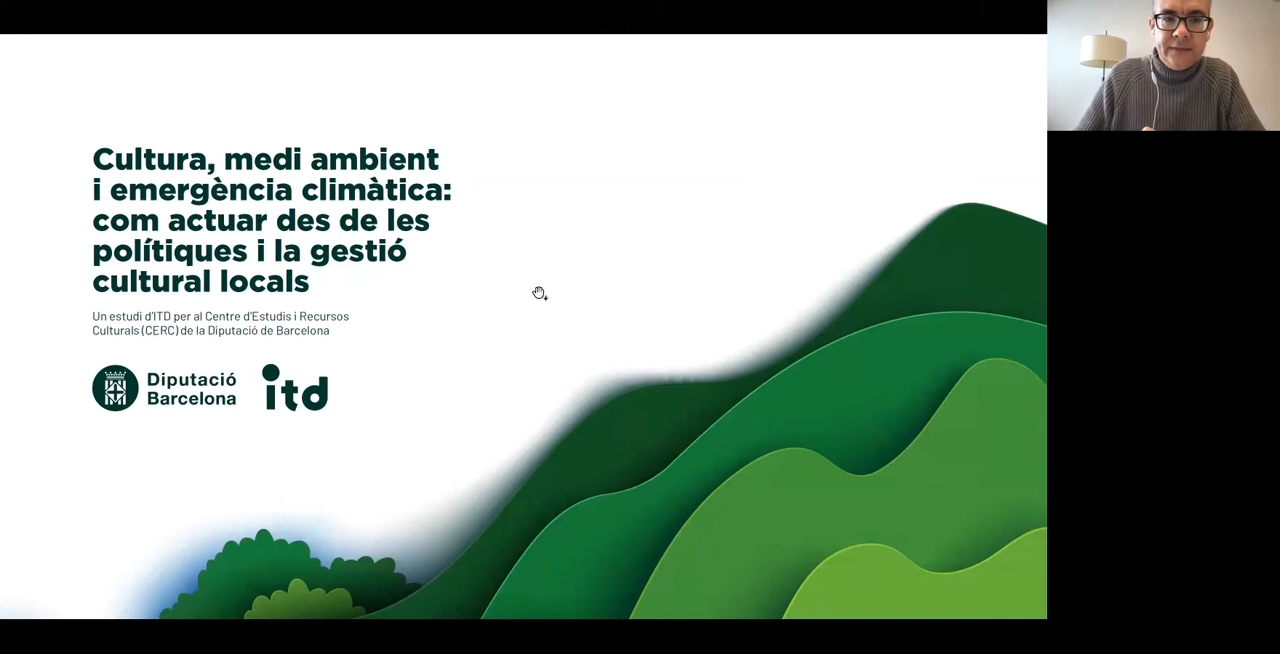 Cultura, medi ambient
i emergència climàtica:
com actuar des de les
polítiques i la gestió
cultural locals
Un estudi d'ITD per al Centre d'Estudis i Recursos
Culturals (CERC) de la Diputació de Barcelona
Diputació
Barcelona
itd